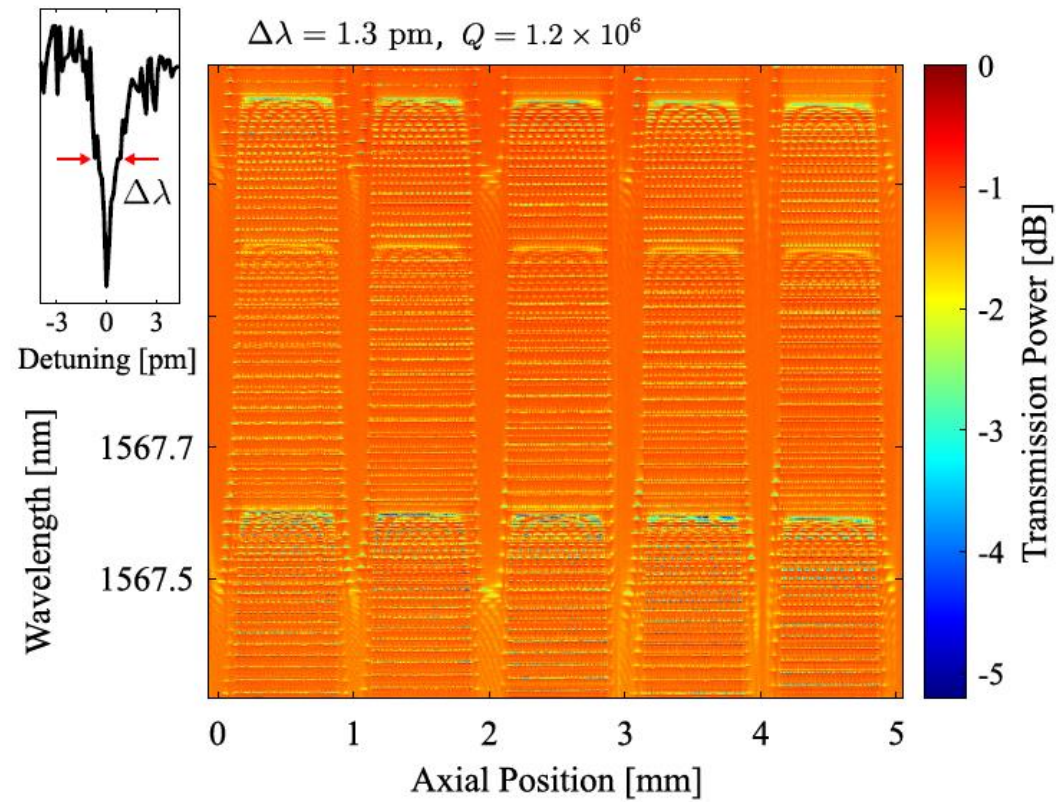 Δλ = 1.3 pm, Q = 1.2 × 10⁶
Δλ
-3 0 3
Detuning [pm]
Wavelength [nm]
1567.7
1567.5
0 1 2 3 4 5
Axial Position [mm]
0
-1
-2
-3
-4
-5
Transmission Power [dB]